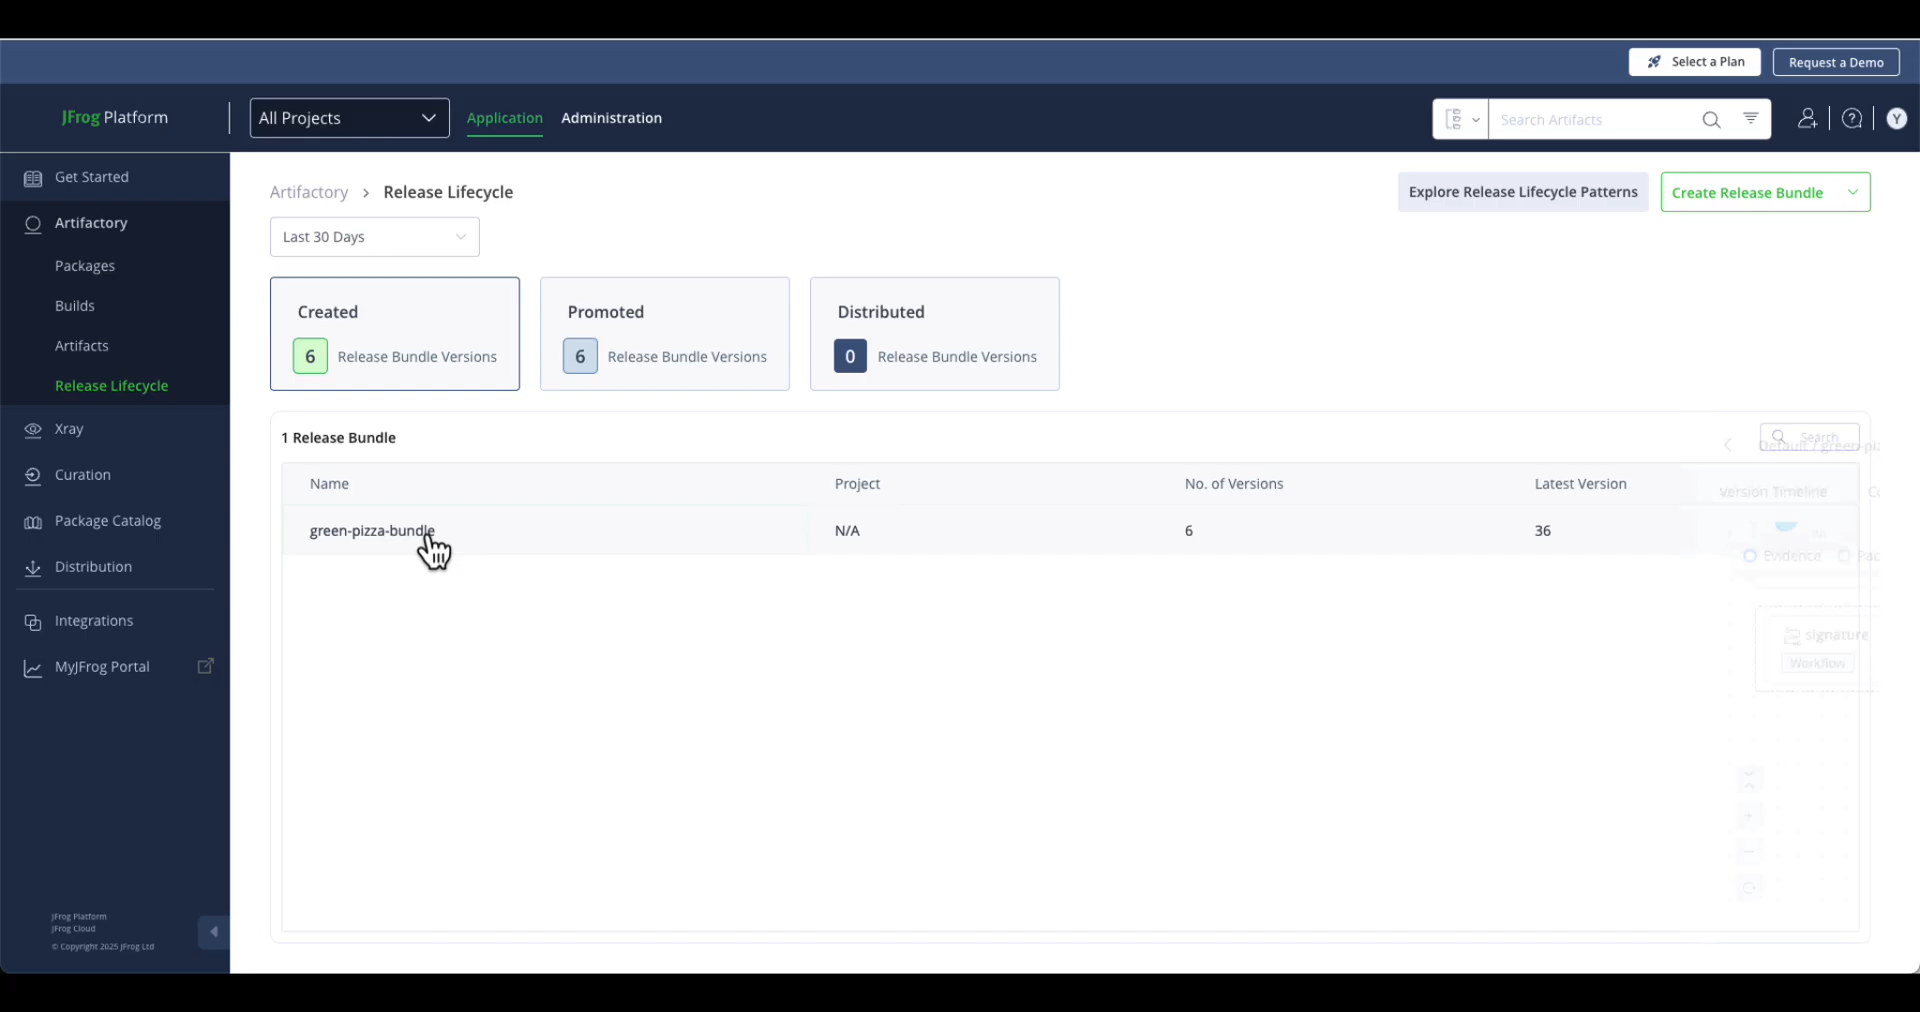 Select a Plan
Request a Demo
JFrog Platform
All Projects
Application
Administration
Search Artifacts
Y
Get Started
Artifactory
Packages
Builds
Artifacts
Release Lifecycle
Xray
Curation
Package Catalog
Distribution
Integrations
MyJFrog Portal
JFrog Platform
JFrog Cloud
© Copyright 2025 JFrog Ltd
Artifactory > Release Lifecycle
Explore Release Lifecycle Patterns
Create Release Bundle
Last 30 Days
Created
6 Release Bundle Versions
Promoted
6 Release Bundle Versions
Distributed
0 Release Bundle Versions
1 Release Bundle
Search
Default / green-pi
Name Project No. of Versions Latest Version
Version Timeline
green-pizza-bundle N/A 6 36
Evidence
signature
Workflow